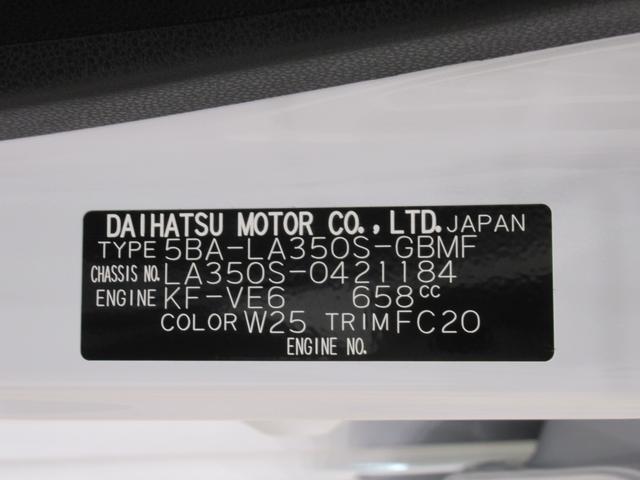 DAIHATSU MOTOR CO., LTD. JAPAN
TYPE 5BA-LA350S-GBMF
CHASSIS NO. LA350S-0421184
ENGINE KF-VE6 658cc
COLOR W25 TRIM FC20
ENGINE NO.